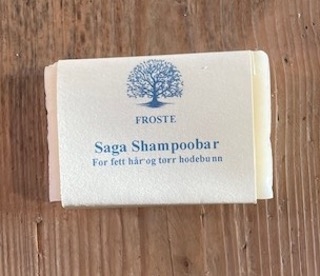 FROSTE
Saga Shampoobar
For fett hår og tørr hodebunn